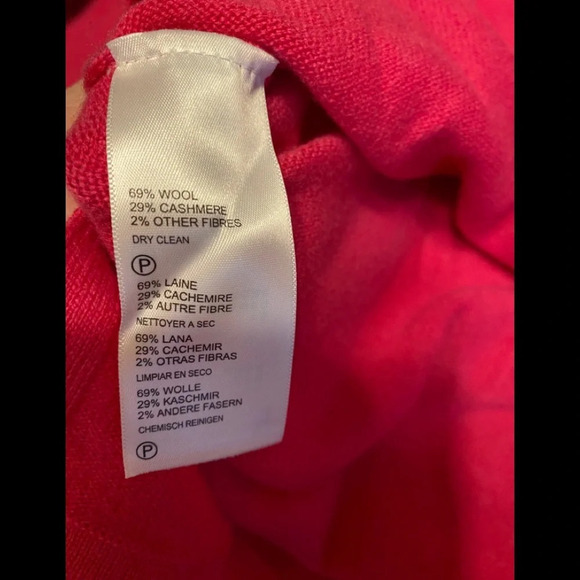 69% WOOL
29% CASHMERE
2% OTHER FIBRES
DRY CLEAN
P
69% LAINE
29% CACHEMIRE
2% AUTRE FIBRE
NETTOYER A SEC
69% LANA
29% CACHEMIR
2% OTRAS FIBRAS
LIMPIAR EN SECO
69% WOLLE
29% KASCHMIR
2% ANDERE FASERN
CHEMISCH REINIGEN
P